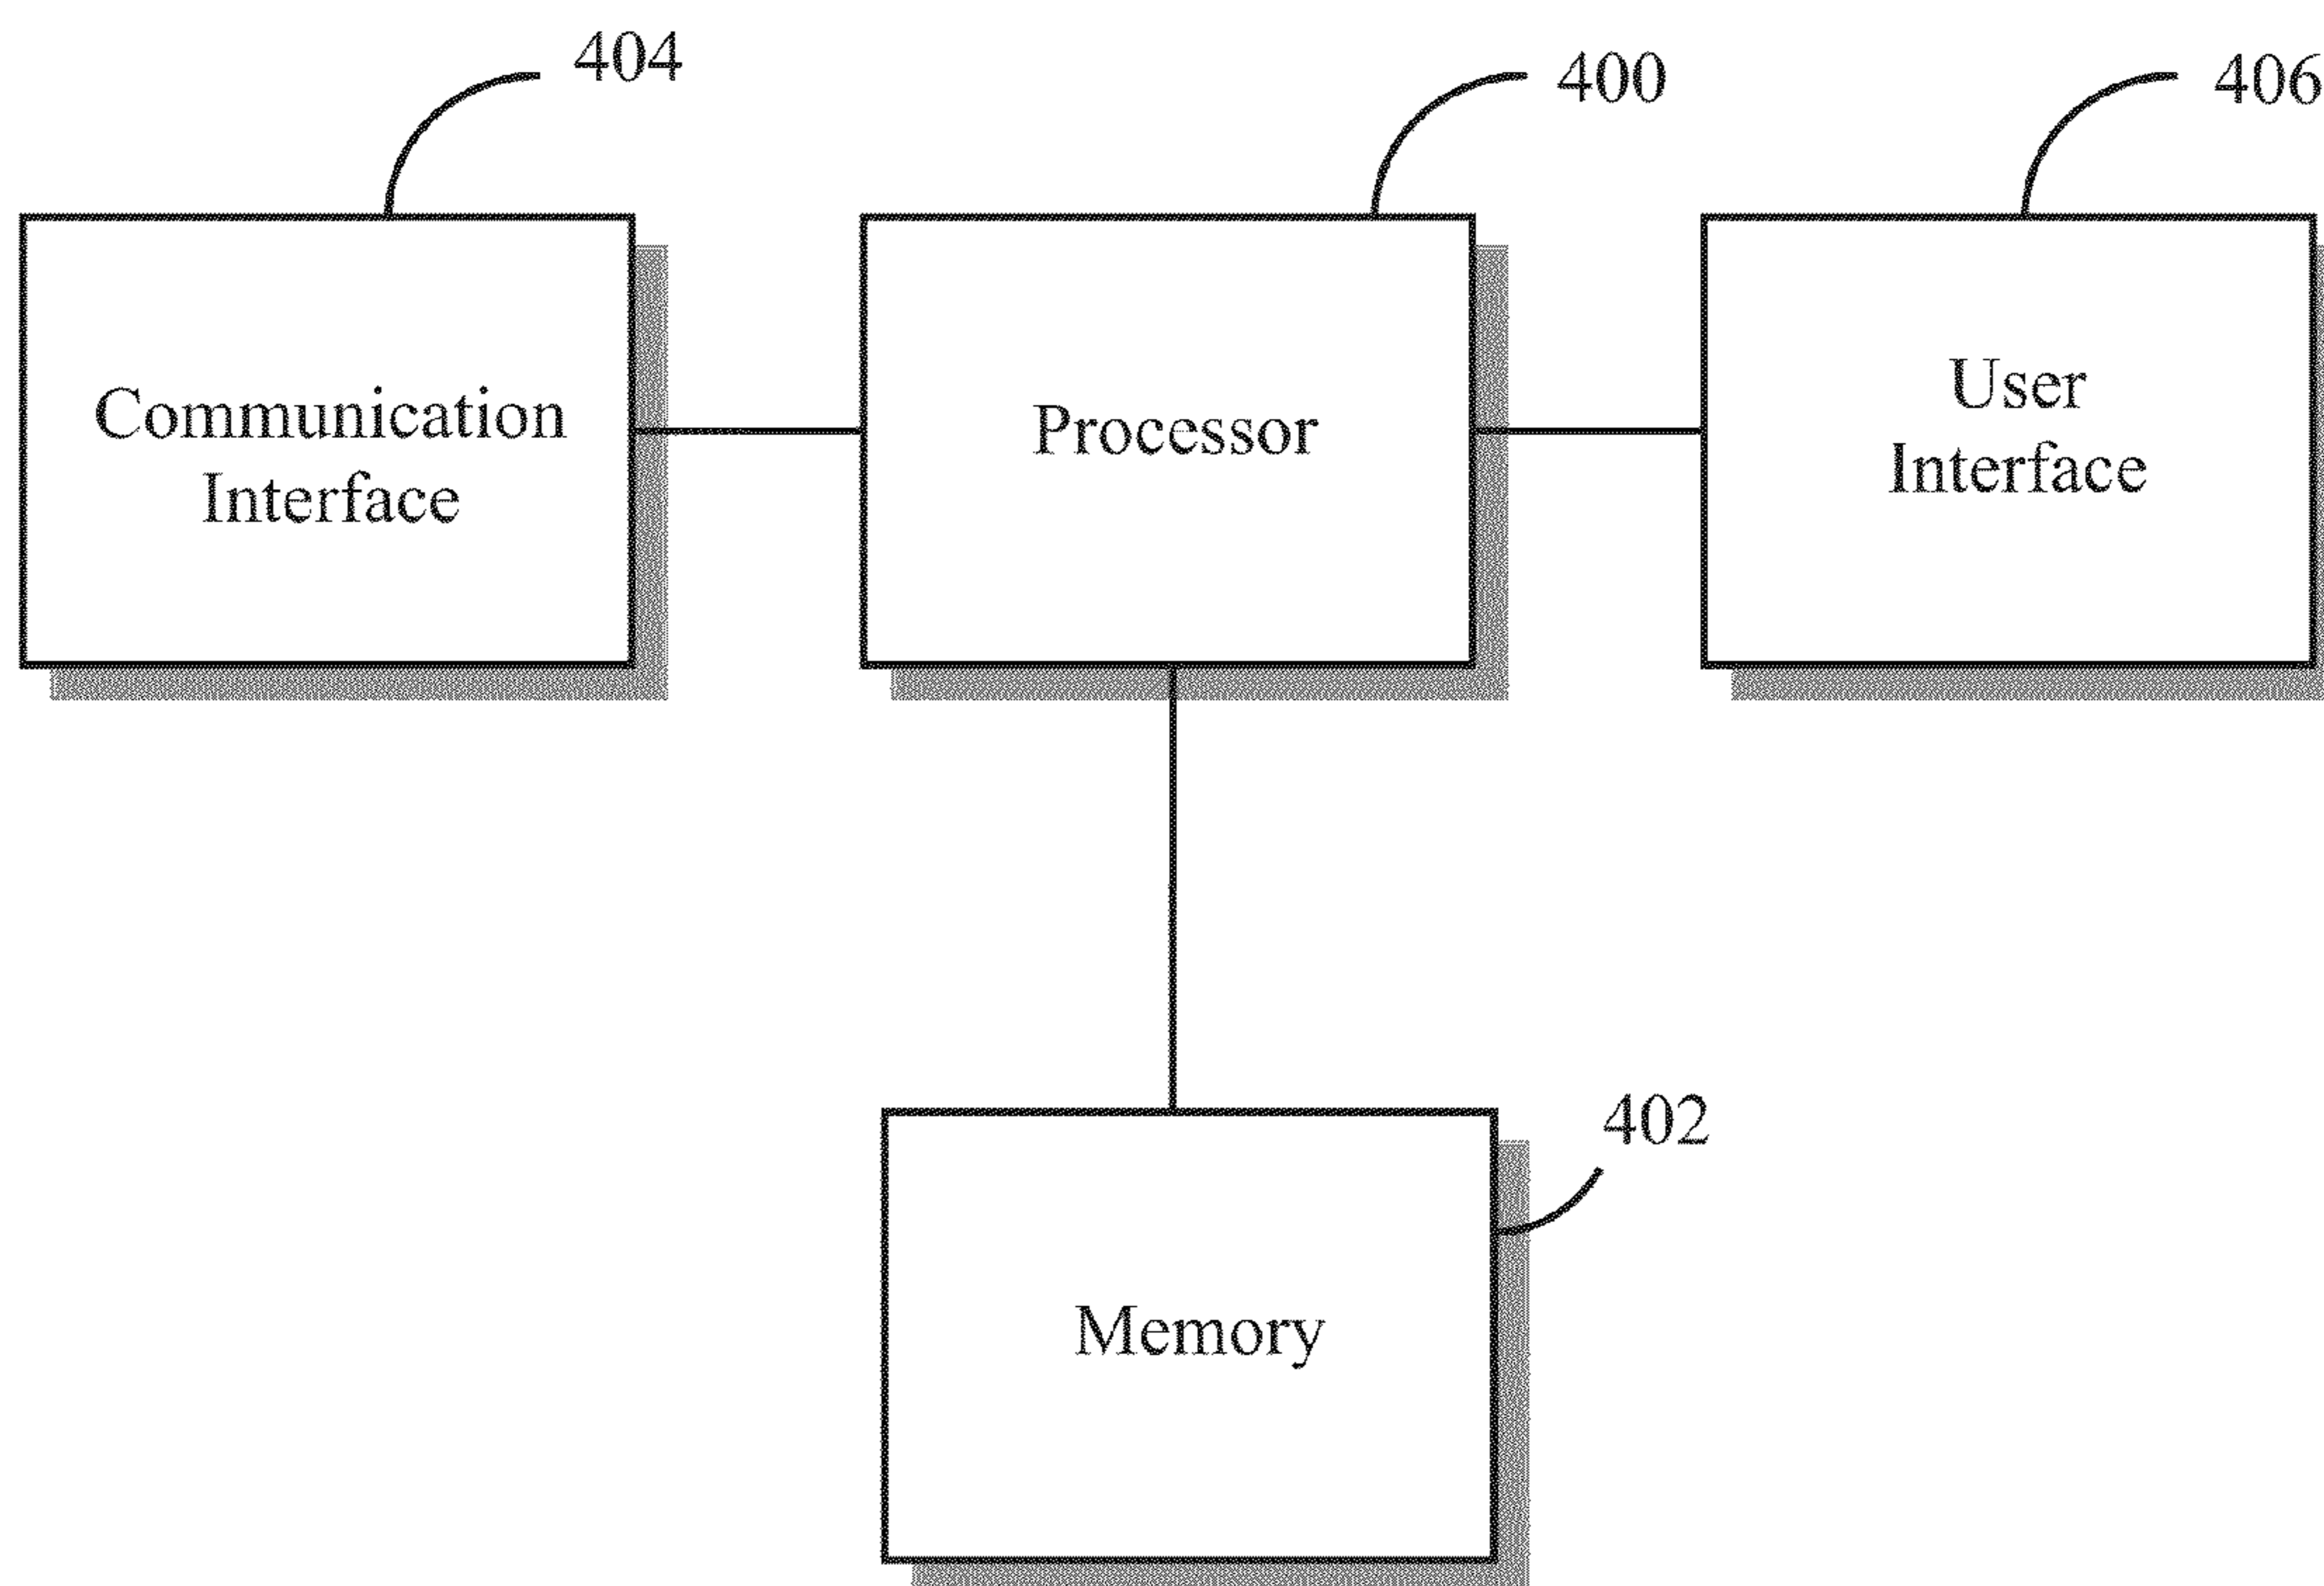 404
400
406
Communication
Interface
Processor
User
Interface
402
Memory